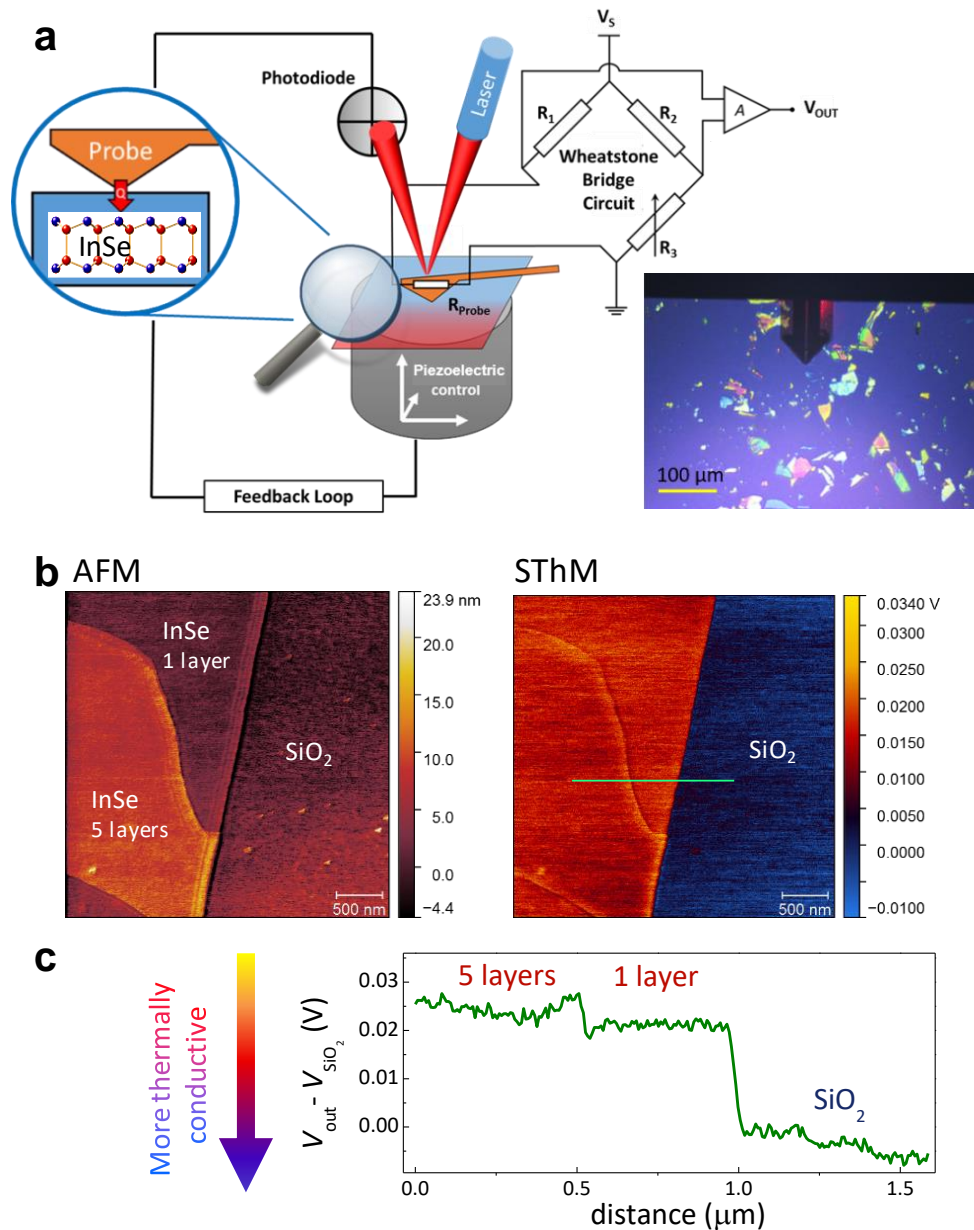 a
Photodiode
Laser
V_S
R_1
R_2
A
V_OUT
Wheatstone
Bridge
Circuit
R_3
Probe
Q
InSe
R_Probe
Piezoelectric
control
Feedback Loop
100 μm
b
AFM
InSe
1 layer
SiO_2
InSe
5 layers
500 nm
23.9 nm
20.0
15.0
10.0
5.0
0.0
−4.4
SThM
SiO_2
500 nm
0.0340 V
0.0300
0.0250
0.0200
0.0150
0.0100
0.0050
0.0000
−0.0100
c
More thermally
conductive
V_out - V_SiO_2 (V)
0.03
0.02
0.01
0.00
5 layers
1 layer
SiO_2
0.0
0.5
1.0
1.5
distance (μm)